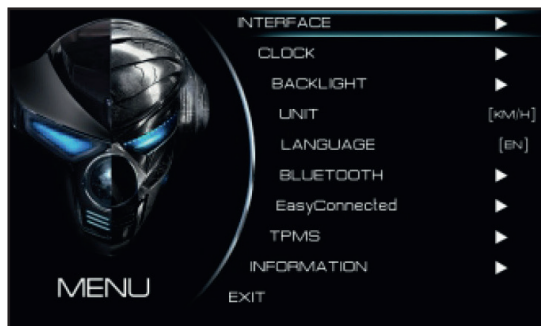 INTERFACE
CLOCK
BACKLIGHT
UNIT [KM/H]
LANGUAGE [EN]
BLUETOOTH
EasyConnected
TPMS
INFORMATION
EXIT
MENU